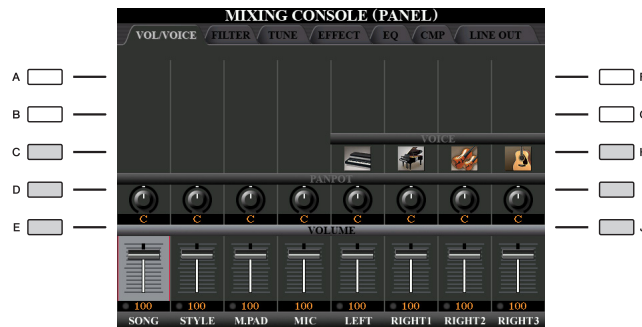 MIXING CONSOLE (PANEL)
VOL/VOICE FILTER TUNE EFFECT EQ CMP LINE OUT
A
B
C
D
E
VOICE
PANPOT
C C C C C C C C
VOLUME
100 100 100 100 100 100 100 100
SONG STYLE M.PAD MIC LEFT RIGHT1 RIGHT2 RIGHT3